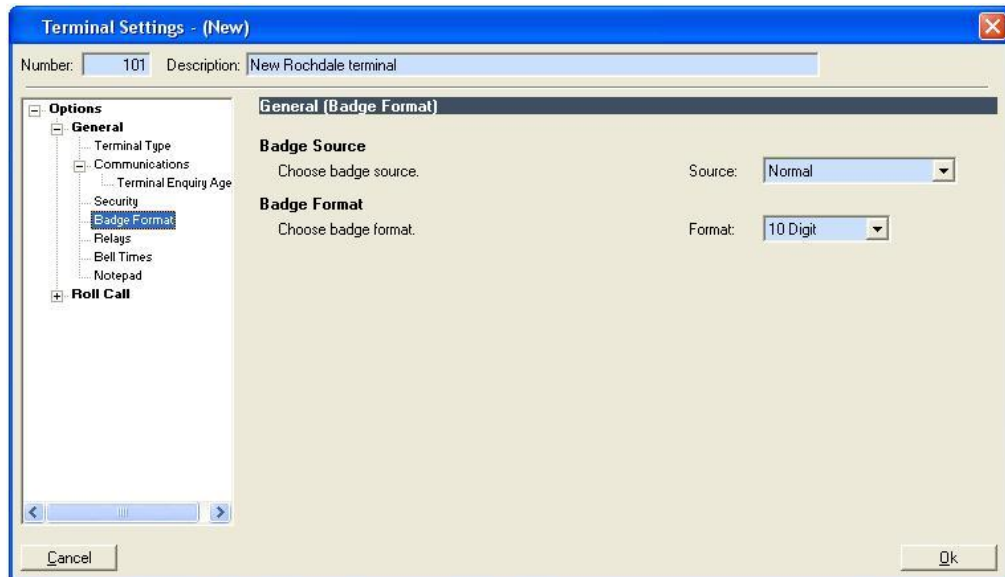 Terminal Settings - (New)
Number: 101 Description: New Rochdale terminal
Options
General
Terminal Type
Communications
Terminal Enquiry Age
Security
Badge Format
Relays
Bell Times
Notepad
Roll Call
General (Badge Format)
Badge Source
Choose badge source. Source: Normal
Badge Format
Choose badge format. Format: 10 Digit
Cancel Ok